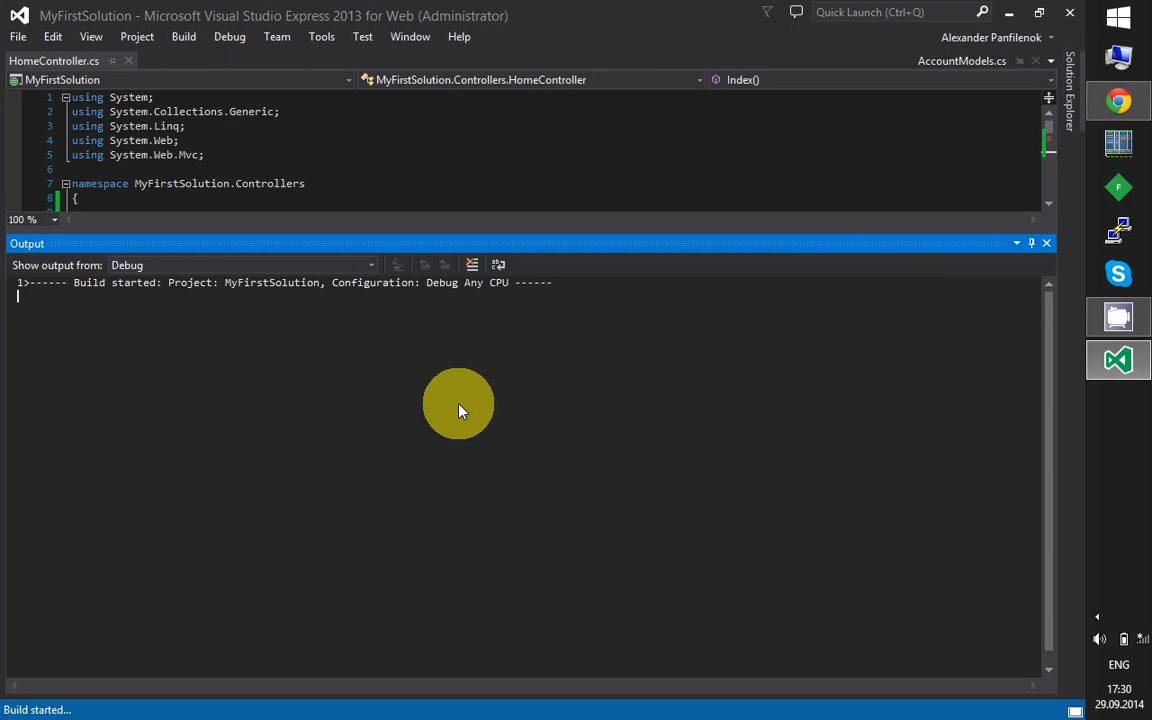 MyFirstSolution - Microsoft Visual Studio Express 2013 for Web (Administrator)
Quick Launch (Ctrl+Q)
File Edit View Project Build Debug Team Tools Test Window Help
Alexander Panfilenok
HomeController.cs
AccountModels.cs
MyFirstSolution
MyFirstSolution.Controllers.HomeController
Index()
Solution Explorer
1 using System;
2 using System.Collections.Generic;
3 using System.Linq;
4 using System.Web;
5 using System.Web.Mvc;
6
7 namespace MyFirstSolution.Controllers
8 {
100 %
Output
Show output from: Debug
1>------ Build started: Project: MyFirstSolution, Configuration: Debug Any CPU ------
Build started...
F
ENG
17:30
29.09.2014